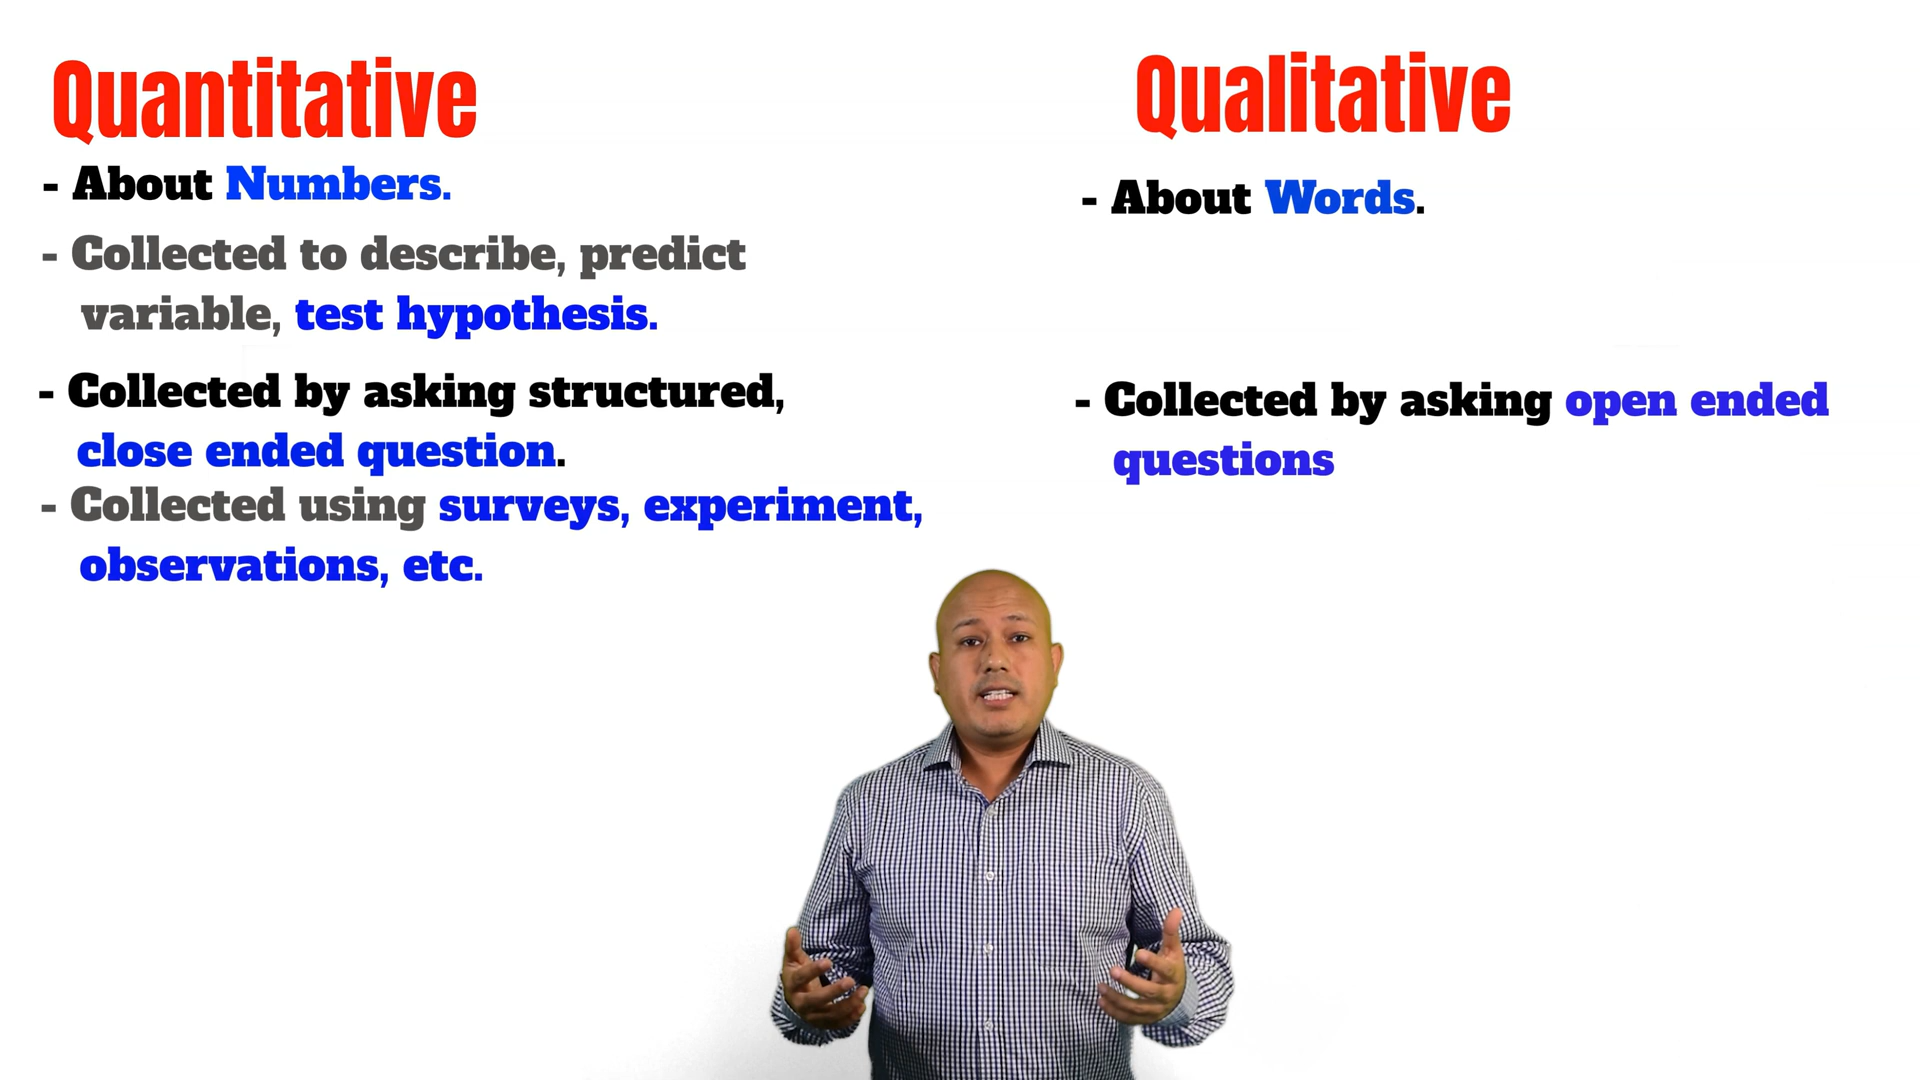 Quantitative
- About Numbers.
- Collected to describe, predict
variable, test hypothesis.
- Collected by asking structured,
close ended question.
- Collected using surveys, experiment,
observations, etc.
Qualitative
- About Words.
- Collected by asking open ended
questions